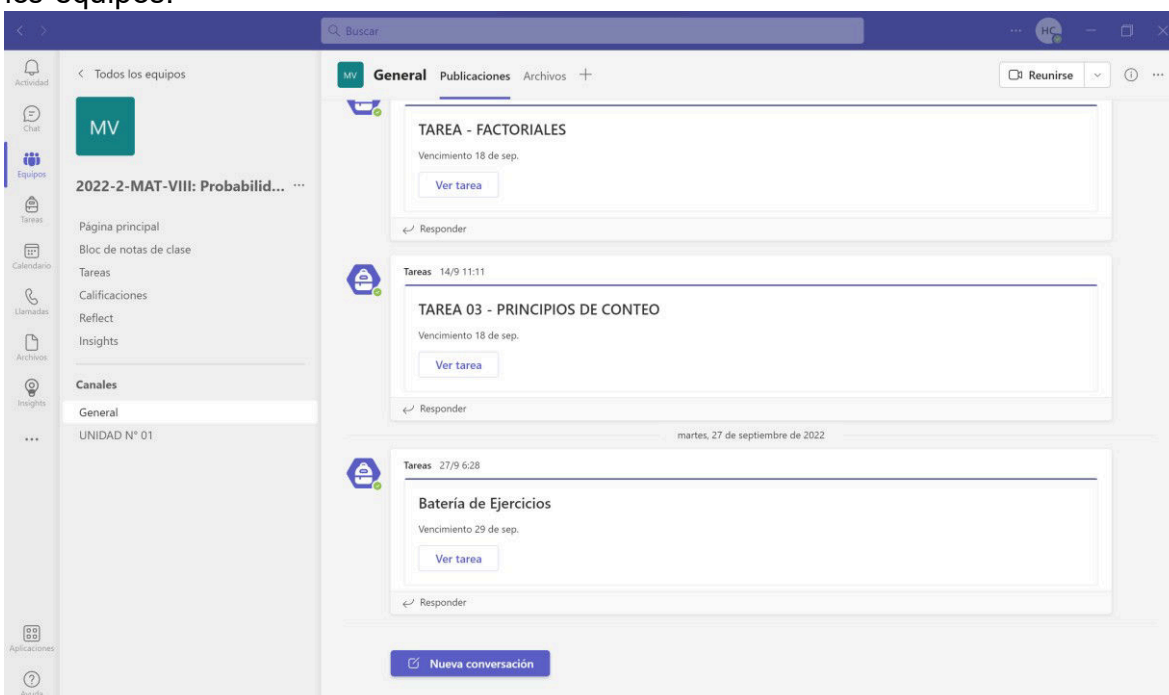 los equipos.
Buscar
HC
Actividad
Chat
Equipos
Tareas
Calendario
Llamadas
Archivos
Insights
Aplicaciones
Ayuda
Todos los equipos
MV
2022-2-MAT-VIII: Probabilid...
Página principal
Bloc de notas de clase
Tareas
Calificaciones
Reflect
Insights
Canales
General
UNIDAD N° 01
MV General Publicaciones Archivos
Reunirse
TAREA - FACTORIALES
Vencimiento 18 de sep.
Ver tarea
Responder
Tareas 14/9 11:11
TAREA 03 - PRINCIPIOS DE CONTEO
Vencimiento 18 de sep.
Ver tarea
Responder
martes, 27 de septiembre de 2022
Tareas 27/9 6:28
Batería de Ejercicios
Vencimiento 29 de sep.
Ver tarea
Responder
Nueva conversación